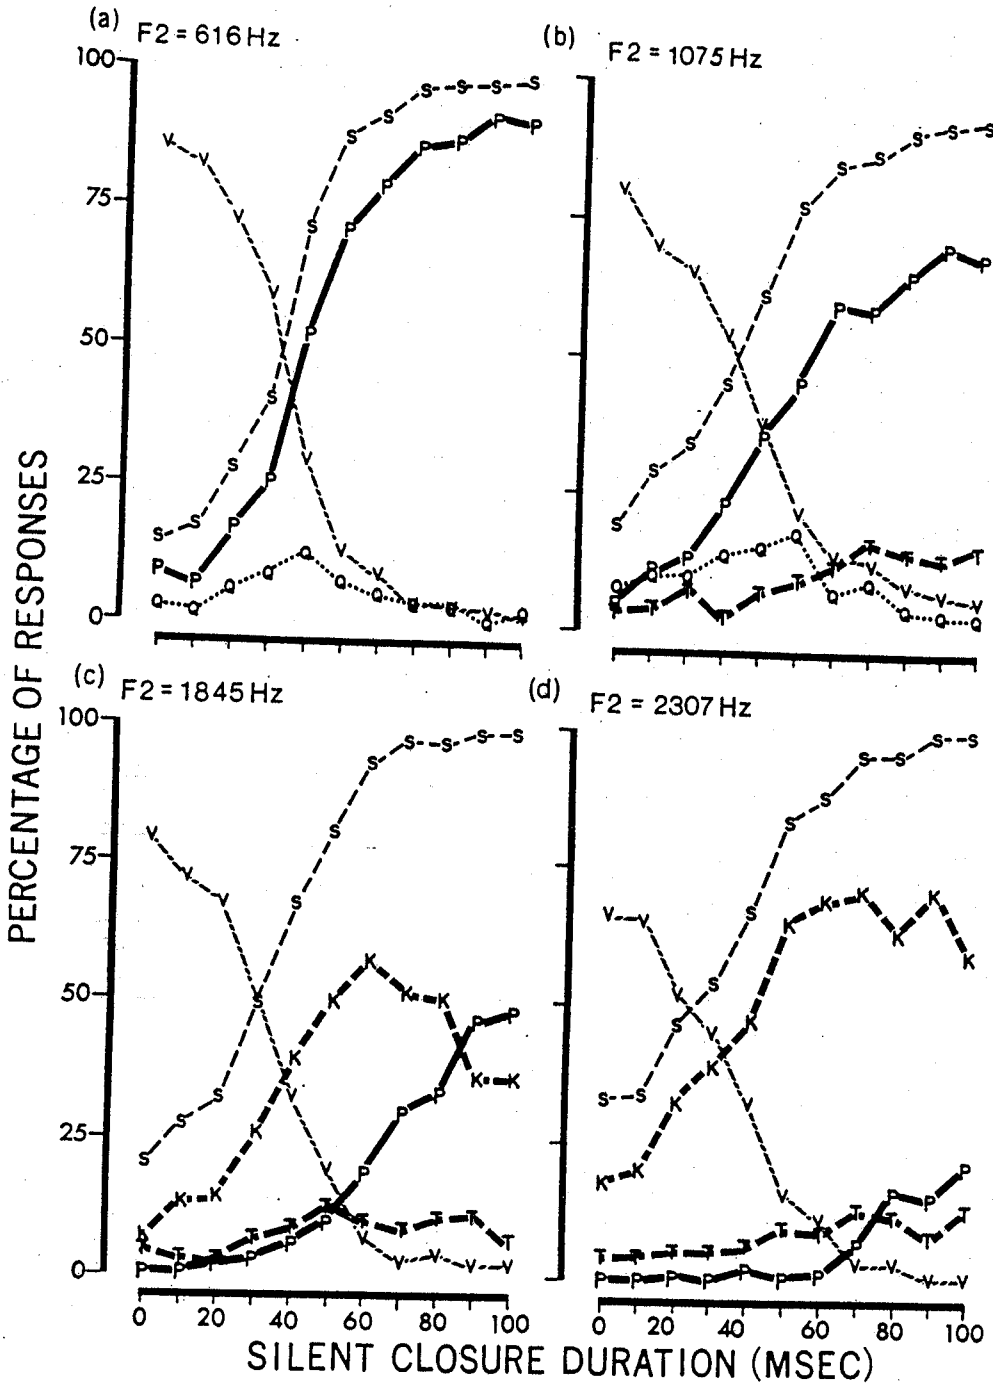 (a) F2 = 616 Hz
(b) F2 = 1075 Hz
100
75
50
25
0
PERCENTAGE OF RESPONSES
(c) F2 = 1845 Hz
(d) F2 = 2307 Hz
100
75
50
25
0
0 20 40 60 80 100
0 20 40 60 80 100
SILENT CLOSURE DURATION (MSEC)